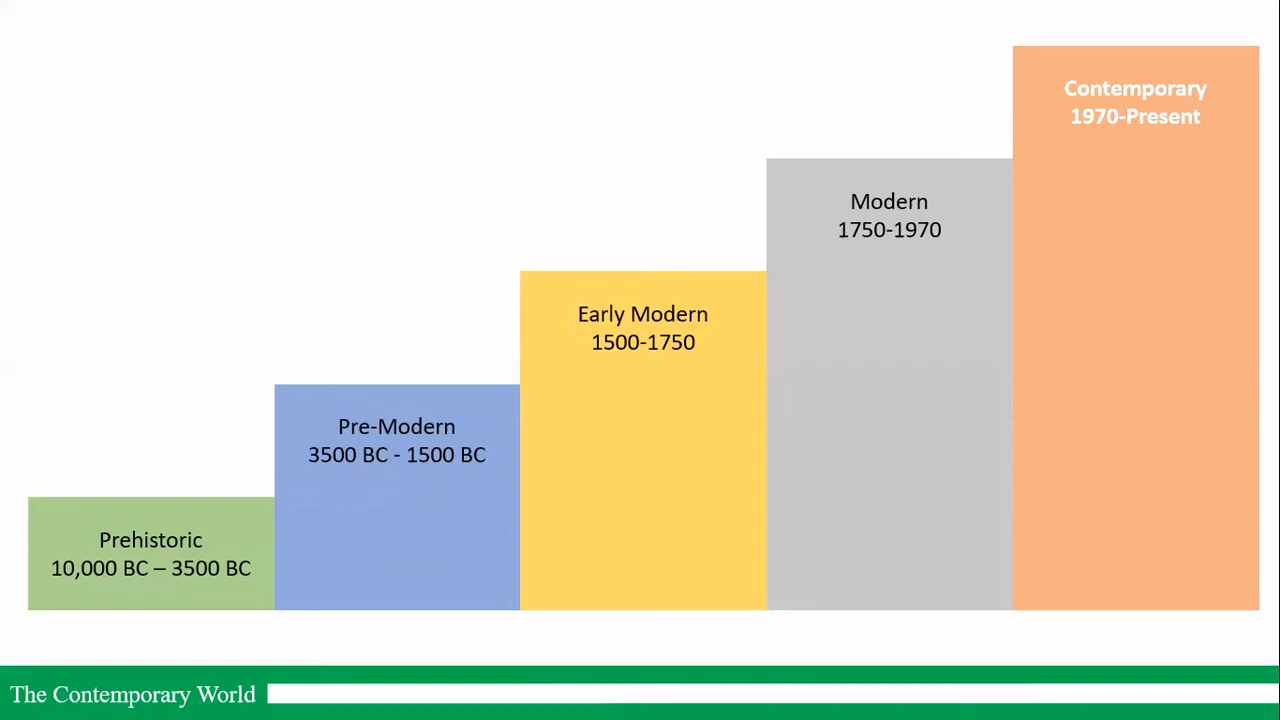 Prehistoric
10,000 BC – 3500 BC
Pre-Modern
3500 BC - 1500 BC
Early Modern
1500-1750
Modern
1750-1970
Contemporary
1970-Present
The Contemporary World